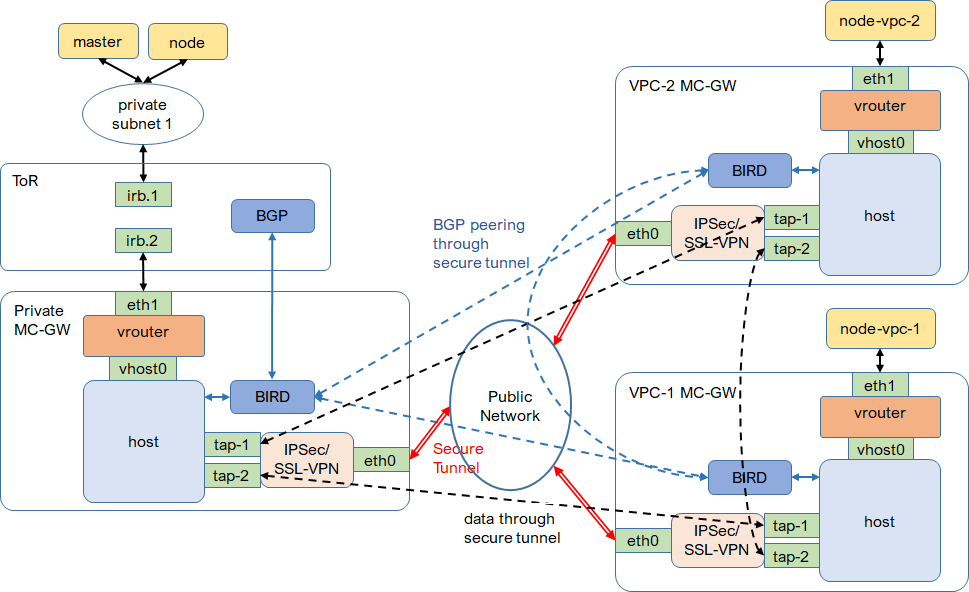 master
node
private
subnet 1
ToR
irb.1
irb.2
BGP
Private
MC-GW
eth1
vrouter
vhost0
host
BIRD
tap-1
tap-2
IPSec/
SSL-VPN
eth0
BGP peering
through
secure tunnel
Public
Network
Secure
Tunnel
data through
secure tunnel
node-vpc-2
VPC-2 MC-GW
eth1
vrouter
vhost0
BIRD
host
eth0
IPSec/
SSL-VPN
tap-1
tap-2
node-vpc-1
VPC-1 MC-GW
eth1
vrouter
vhost0
BIRD
host
eth0
IPSec/
SSL-VPN
tap-1
tap-2